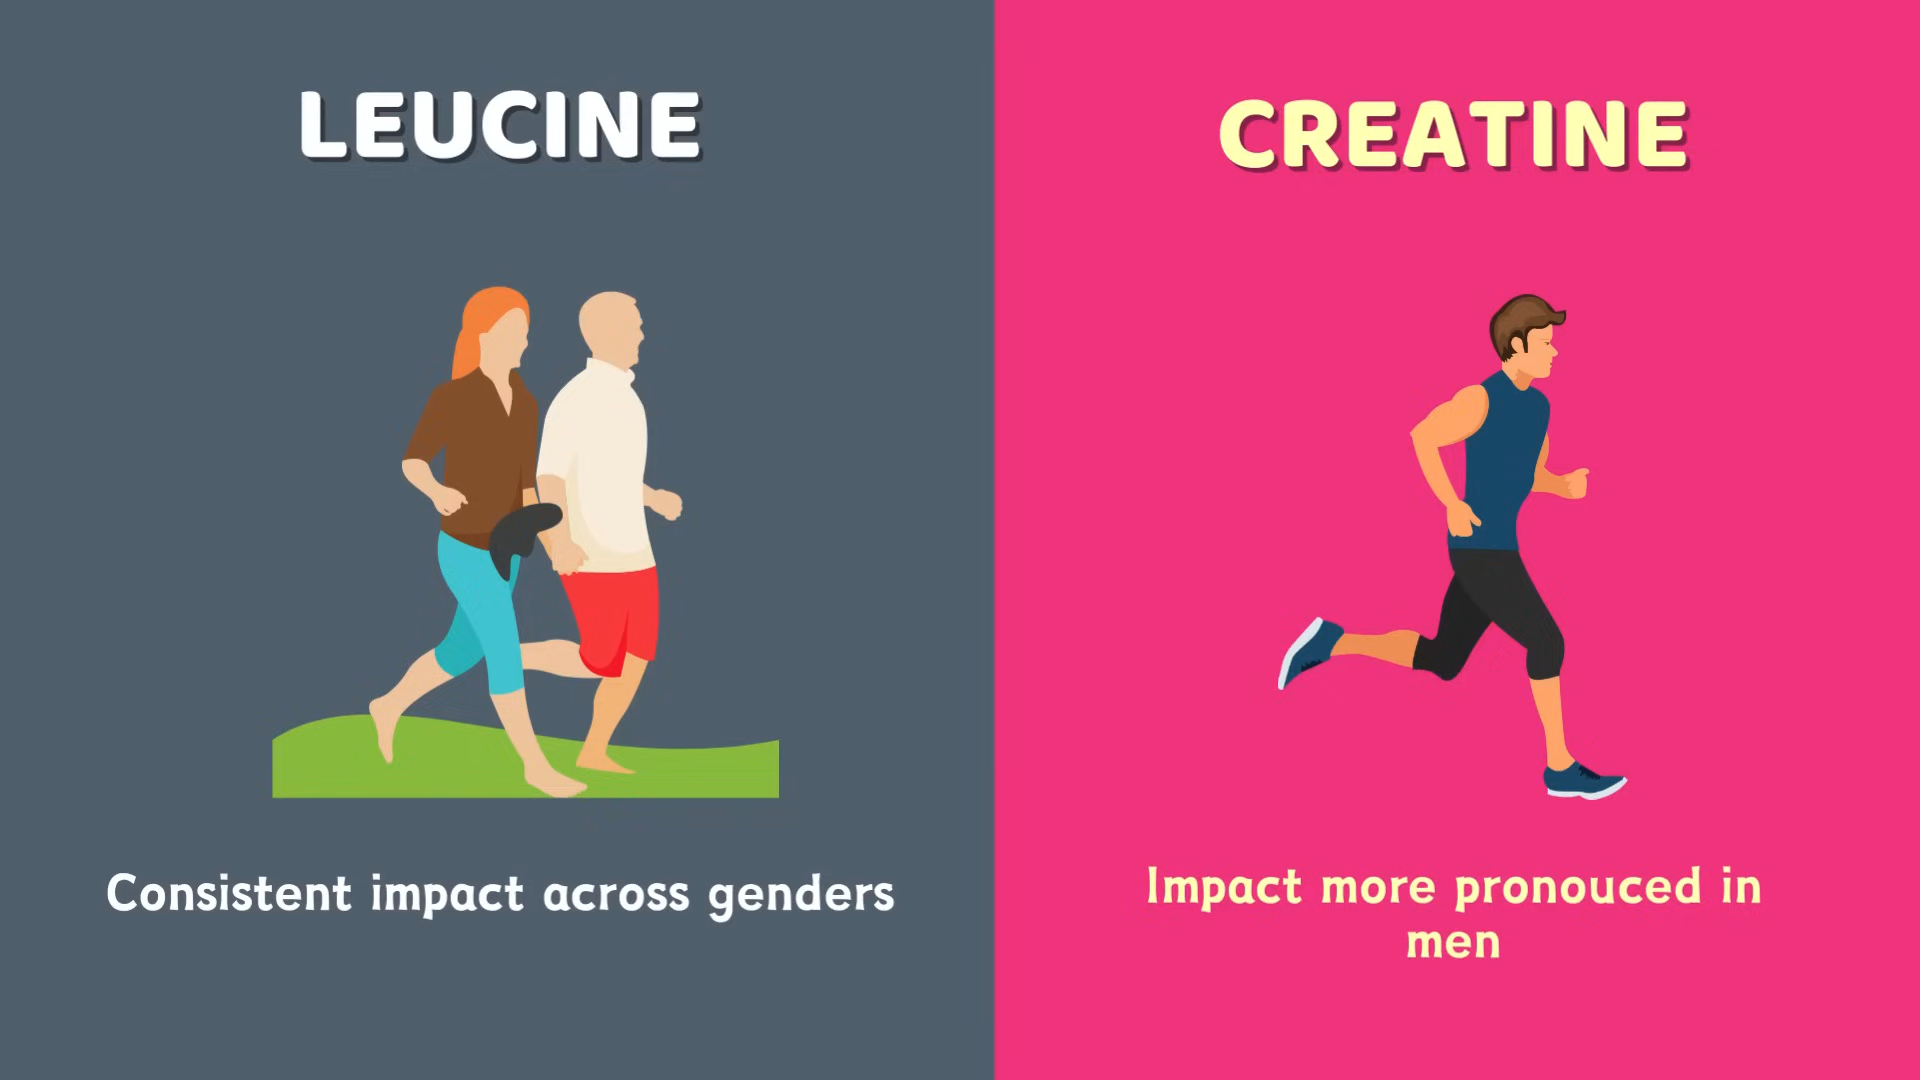 LEUCINE
Consistent impact across genders
CREATINE
Impact more pronouced in
men